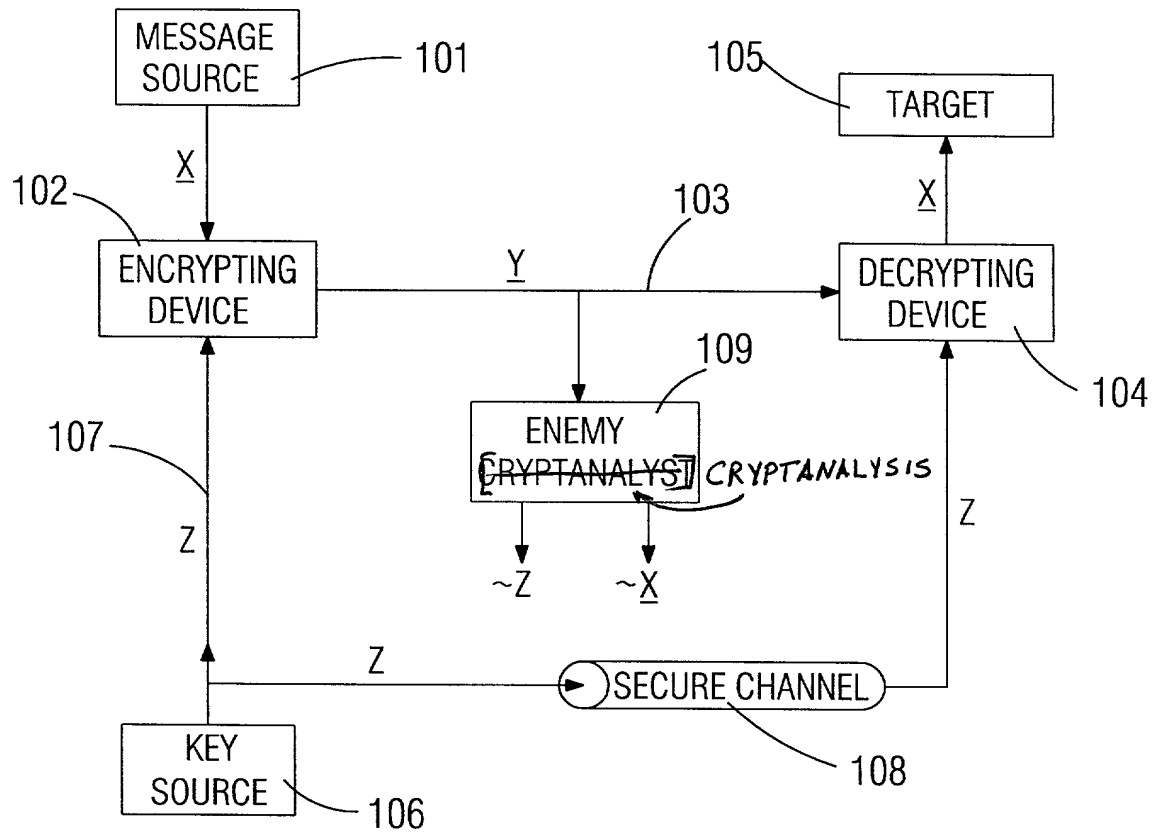 MESSAGE
SOURCE
101
105
TARGET
X
X
102
103
ENCRYPTING
DEVICE
Y
DECRYPTING
DEVICE
109
104
ENEMY
[CRYPTANALYST] CRYPTANALYSIS
107
Z
Z
~Z
~X
Z
SECURE CHANNEL
KEY
SOURCE
106
108